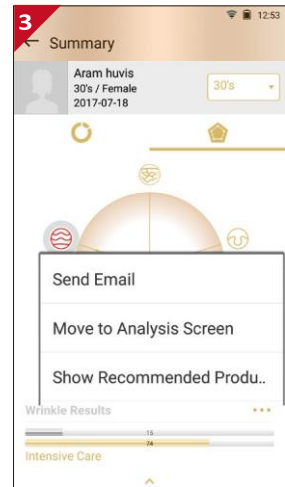 3
12:53
Summary
Aram huvis
30's / Female
2017-07-18
30's
Send Email
Move to Analysis Screen
Show Recommended Produ..
Wrinkle Results
15
74
Intensive Care